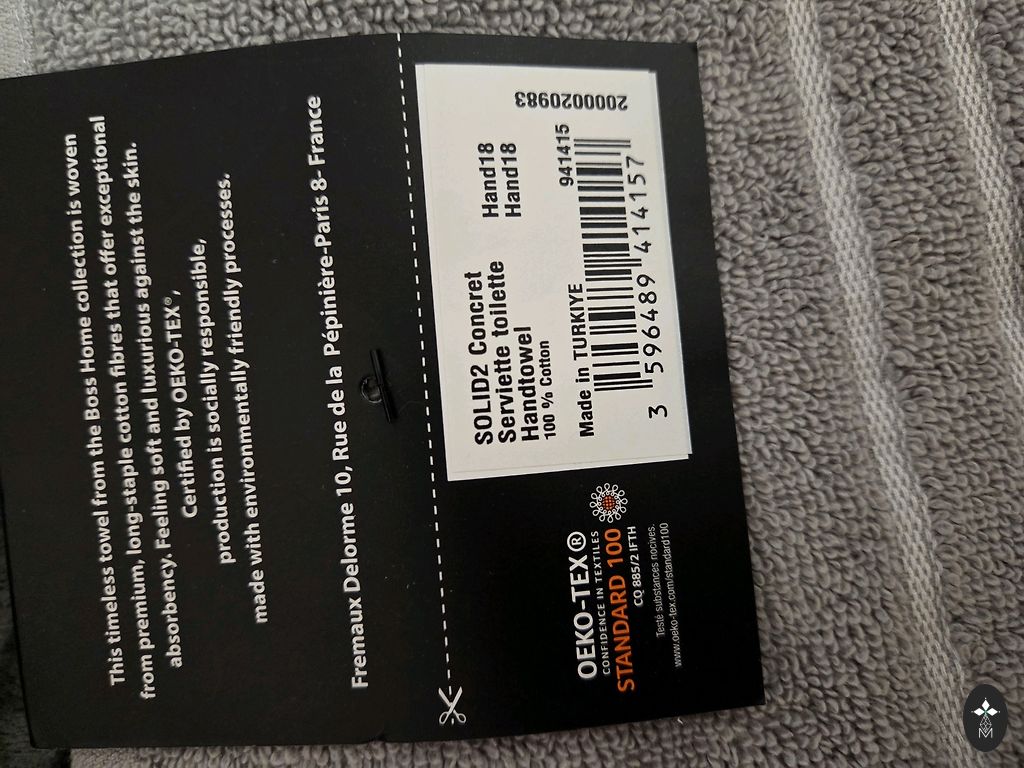 This timeless towel from the Boss Home collection is woven
from premium, long-staple cotton fibres that offer exceptional
absorbency. Feeling soft and luxurious against the skin.
Certified by OEKO-TEX®,
production is socially responsible,
made with environmentally friendly processes.
Fremaux Delorme 10, Rue de la Pépinière-Paris 8- France
SOLID2 Concret Hand18
Serviette toilette Hand18
Handtowel
100 % Cotton
2000020983
Made in TURKIYE 941415
3 596489 414157
OEKO-TEX®
CONFIDENCE IN TEXTILES
STANDARD 100
CQ 885/2 IFTH
Testé substances nocives.
www.oeko-tex.com/standard100
M